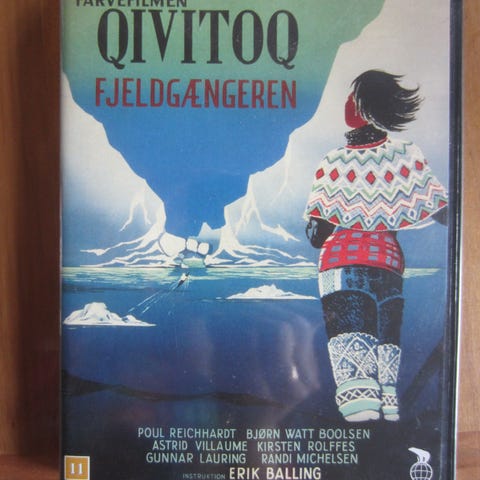 FARVEFILMEN
QIVITOQ
FJELDGÆNGEREN
POUL REICHHARDT BJØRN WATT BOOLSEN
ASTRID VILLAUME KIRSTEN ROLFFES
GUNNAR LAURING RANDI MICHELSEN
INSTRUKTION ERIK BALLING
11